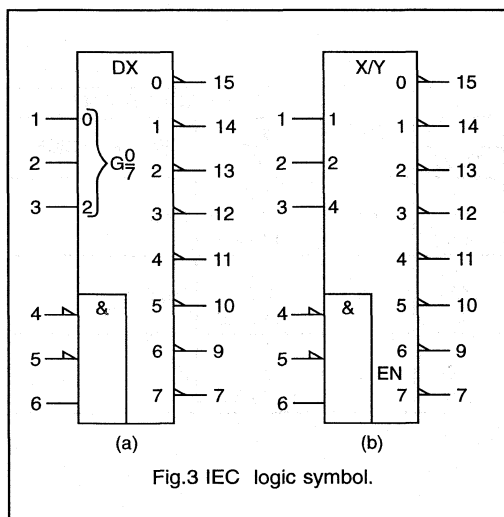 DX X/Y
0 15 0 15
1 0 1 14 1 1 1 14
2 G 0/7 2 13 2 2 2 13
3 2 3 12 3 4 3 12
4 11 4 11
& 5 10 & 5 10
4 4
5 6 9 5 6 9
EN
6 7 7 6 7 7
(a) (b)
Fig.3 IEC logic symbol.